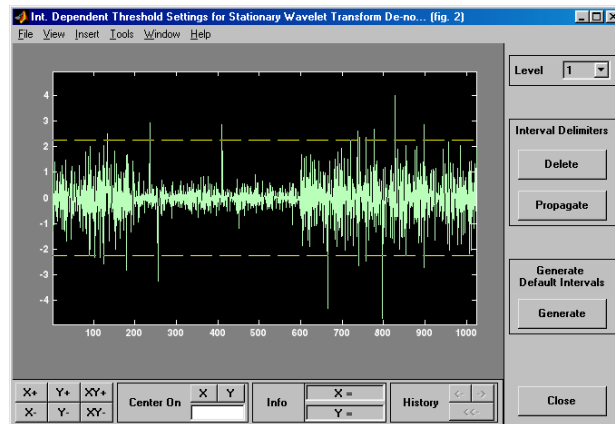 Int. Dependent Threshold Settings for Stationary Wavelet Transform De-no... (fig. 2)
File View Insert Tools Window Help
Level 1
4
3
2
1
0
-1
-2
-3
-4
100 200 300 400 500 600 700 800 900 1000
Interval Delimiters
Delete
Propagate
Generate
Default Intervals
Generate
X+ Y+ XY+
X- Y- XY-
Center On X Y
Info X =
Y =
History <- ->
<<-
Close